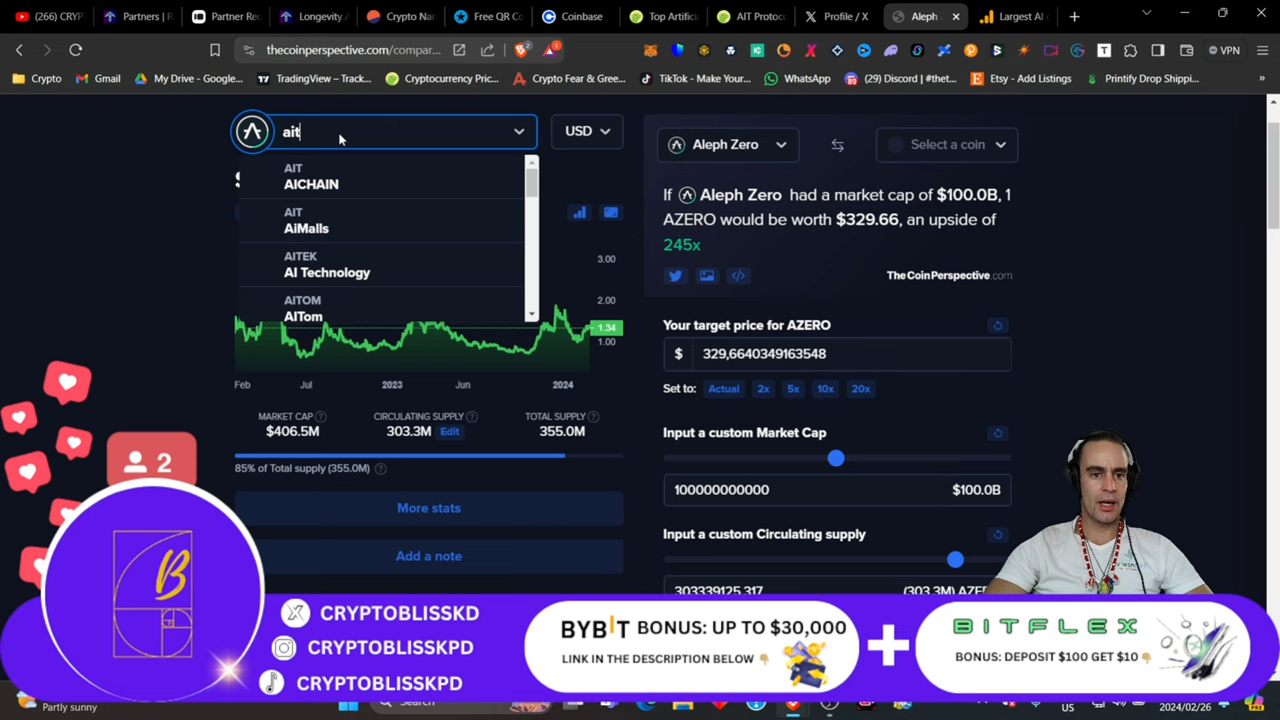 (266) CRYP
Partners | R
Partner Rec
Longevity A
Crypto Nar
Free QR Co
Coinbase
Top Artific
AIT Protoc
Profile / X
Aleph
Largest AI
thecoinperspective.com/compar...
VPN
Crypto
Gmail
My Drive - Google...
TradingView – Track...
Cryptocurrency Pric...
Crypto Fear & Gree...
TikTok - Make Your...
WhatsApp
(29) Discord | #thet...
Etsy - Add Listings
Printify Drop Shippi...
ait
USD
AIT
AICHAIN
AIT
AiMalls
AITEK
AI Technology
AITOM
AITom
3.00
2.00
1.34
1.00
Feb
Jul
2023
Jun
2024
MARKET CAP
CIRCULATING SUPPLY
TOTAL SUPPLY
$406.5M
303.3M
Edit
355.0M
85% of Total supply (355.0M)
More stats
Add a note
Aleph Zero
Select a coin
If Aleph Zero had a market cap of $100.0B, 1
AZERO would be worth $329.66, an upside of
245x
TheCoinPerspective.com
Your target price for AZERO
$ 329,6640349163548
Set to: Actual 2x 5x 10x 20x
Input a custom Market Cap
100000000000 $100.0B
Input a custom Circulating supply
303339125.317
2
B
CRYPTOBLISSKD
CRYPTOBLISSKPD
CRYPTOBLISSKPD
BYBIT BONUS: UP TO $30,000
LINK IN THE DESCRIPTION BELOW
BITFLEX
BONUS: DEPOSIT $100 GET $10
Partly sunny
Search
US
2024/02/26